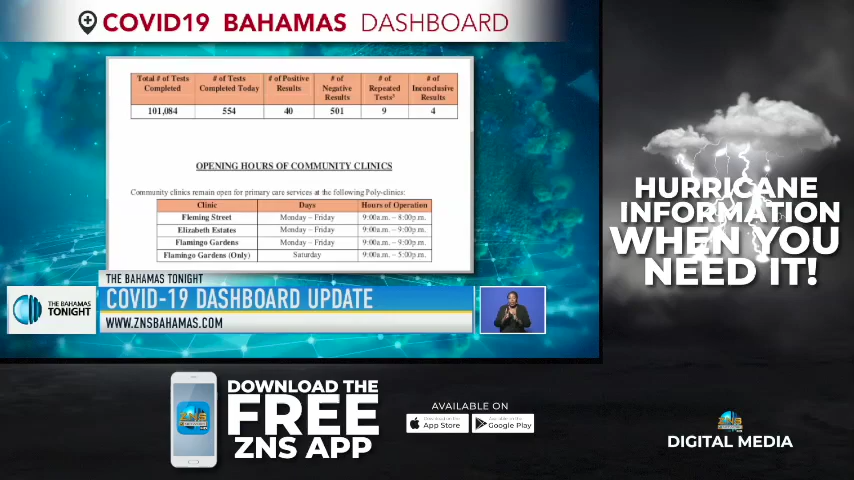 COVID19 BAHAMAS DASHBOARD
Total # of Tests Completed # of Tests Completed Today # of Positive Results # of Negative Results # of Repeated Tests³ # of Inconclusive Results
101,084 554 40 501 9 4
OPENING HOURS OF COMMUNITY CLINICS
Community clinics remain open for primary care services at the following Poly-clinics:
Clinic Days Hours of Operation
Fleming Street Monday – Friday 9:00a.m. – 8:00p.m.
Elizabeth Estates Monday – Friday 9:00a.m. – 9:00p.m.
Flamingo Gardens Monday – Friday 9:00a.m. – 9:00p.m.
Flamingo Gardens (Only) Saturday 9:00a.m. – 5:00p.m.
THE BAHAMAS TONIGHT
COVID-19 DASHBOARD UPDATE
WWW.ZNSBAHAMAS.COM
THE BAHAMAS
TONIGHT
HURRICANE
INFORMATION
WHEN YOU
NEED IT!
ZNS
DOWNLOAD THE
FREE
ZNS APP
AVAILABLE ON
App Store
Google Play
ZNS
DIGITAL MEDIA